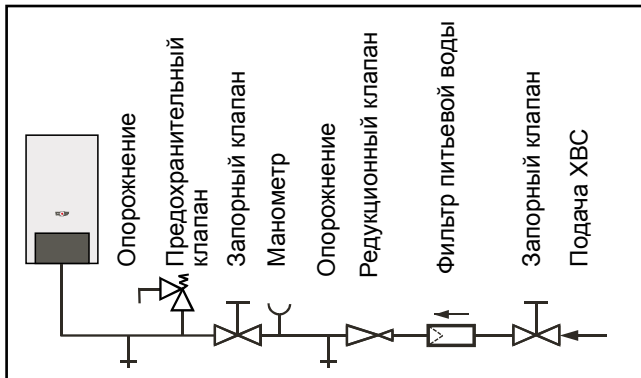 Опорожнение
Предохранительный
клапан
Запорный клапан
Манометр
Опорожнение
Редукционный клапан
Фильтр питьевой воды
Запорный клапан
Подача ХВС